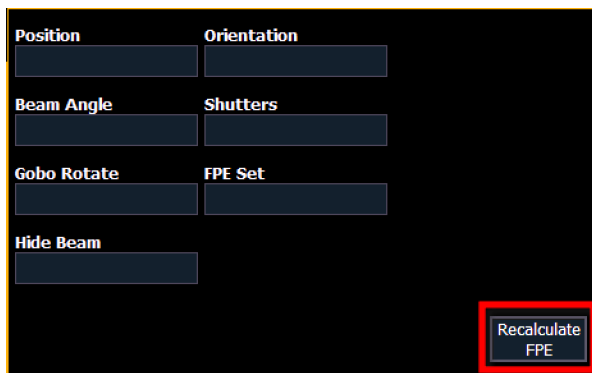 Position Orientation
Beam Angle Shutters
Gobo Rotate FPE Set
Hide Beam
Recalculate
FPE